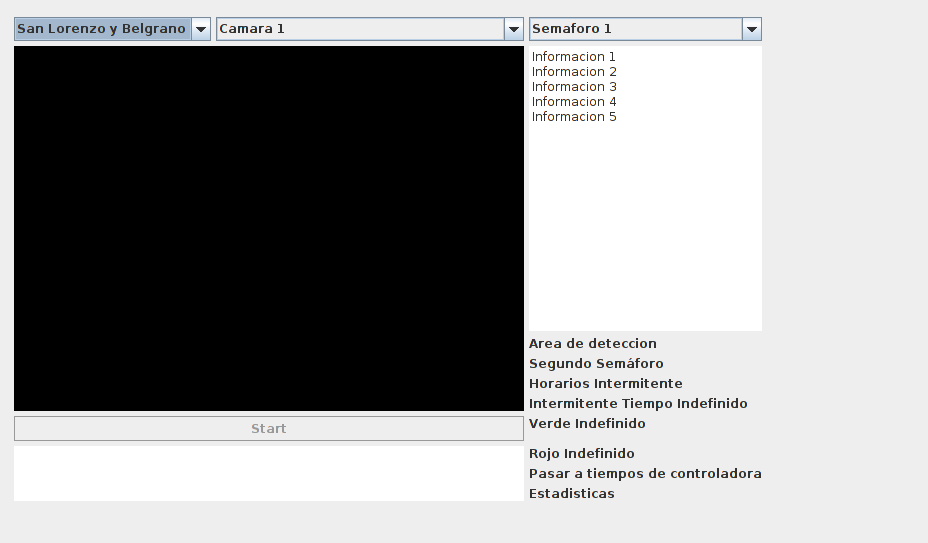 San Lorenzo y Belgrano
Camara 1
Semaforo 1
Informacion 1
Informacion 2
Informacion 3
Informacion 4
Informacion 5
Area de deteccion
Segundo Semáforo
Horarios Intermitente
Intermitente Tiempo Indefinido
Verde Indefinido
Start
Rojo Indefinido
Pasar a tiempos de controladora
Estadisticas